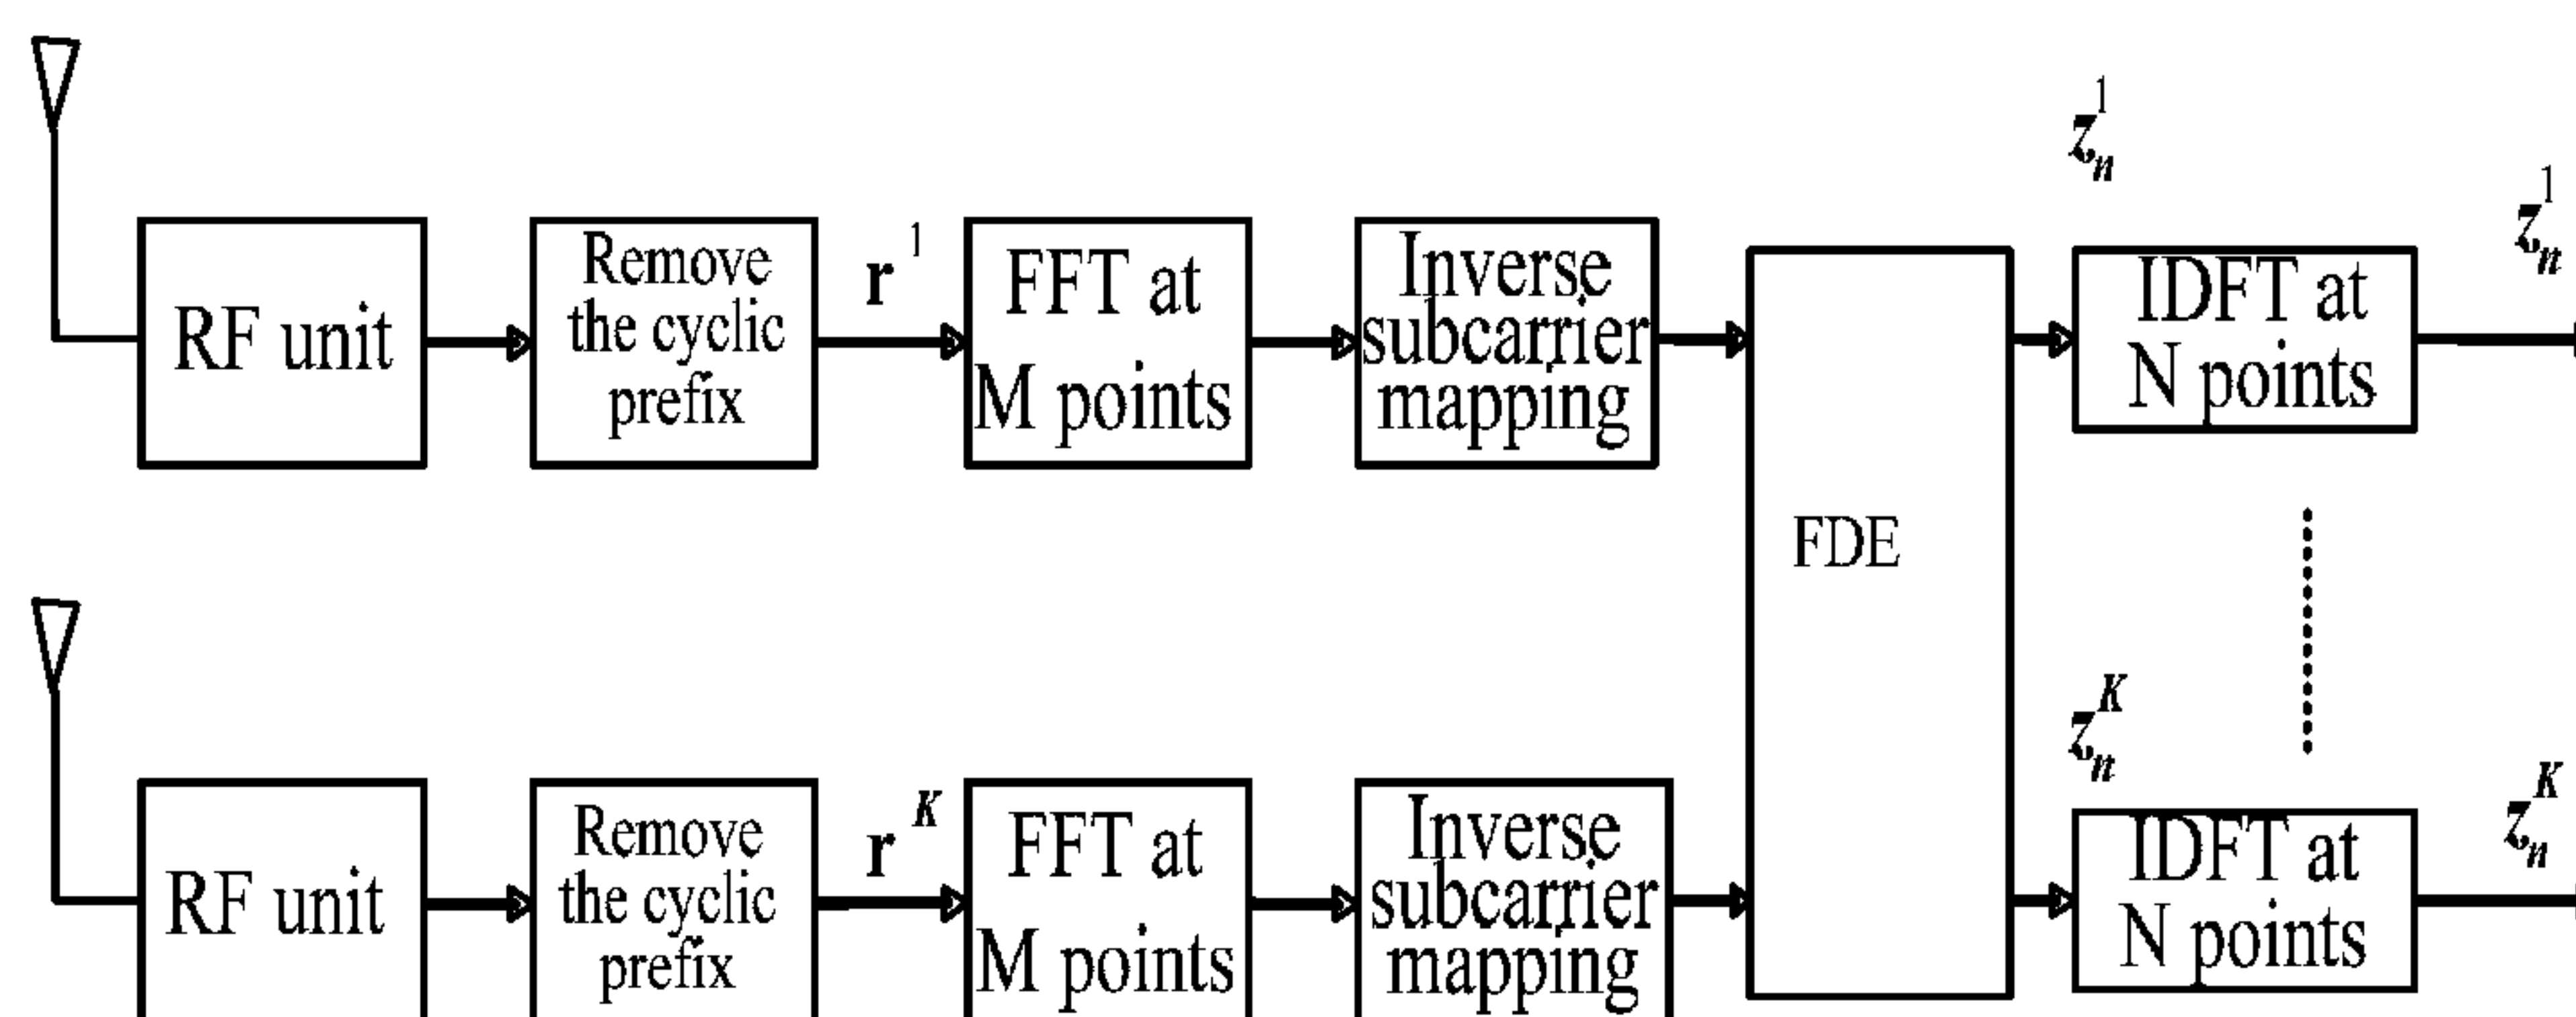 z_n^1
z_n^1
RF unit
Remove
the cyclic
prefix
r^1
FFT at
M points
Inverse
subcarrier
mapping
IDFT at
N points
FDE
z_n^K
z_n^K
RF unit
Remove
the cyclic
prefix
r^K
FFT at
M points
Inverse
subcarrier
mapping
IDFT at
N points